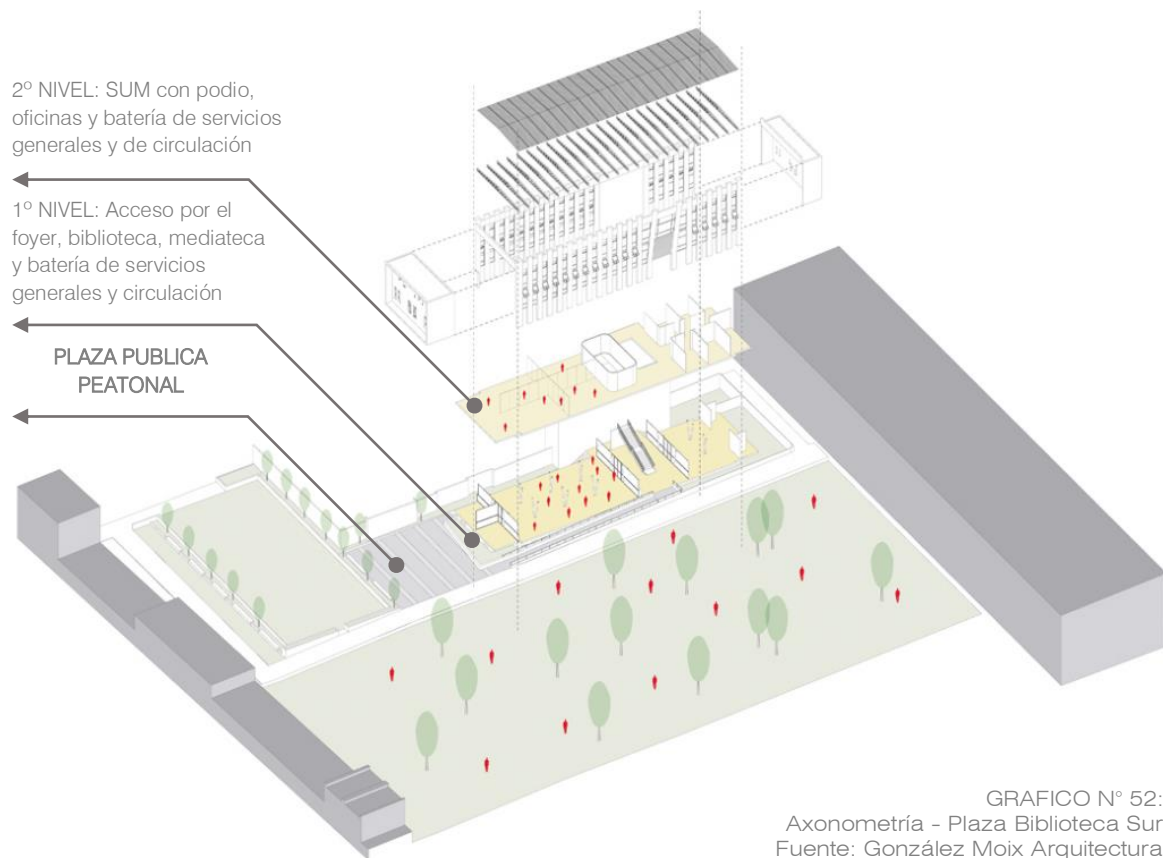 2º NIVEL: SUM con podio,
oficinas y batería de servicios
generales y de circulación
1º NIVEL: Acceso por el
foyer, biblioteca, mediateca
y batería de servicios
generales y circulación
PLAZA PUBLICA
PEATONAL
GRAFICO N° 52:
Axonometría - Plaza Biblioteca Sur
Fuente: González Moix Arquitectura